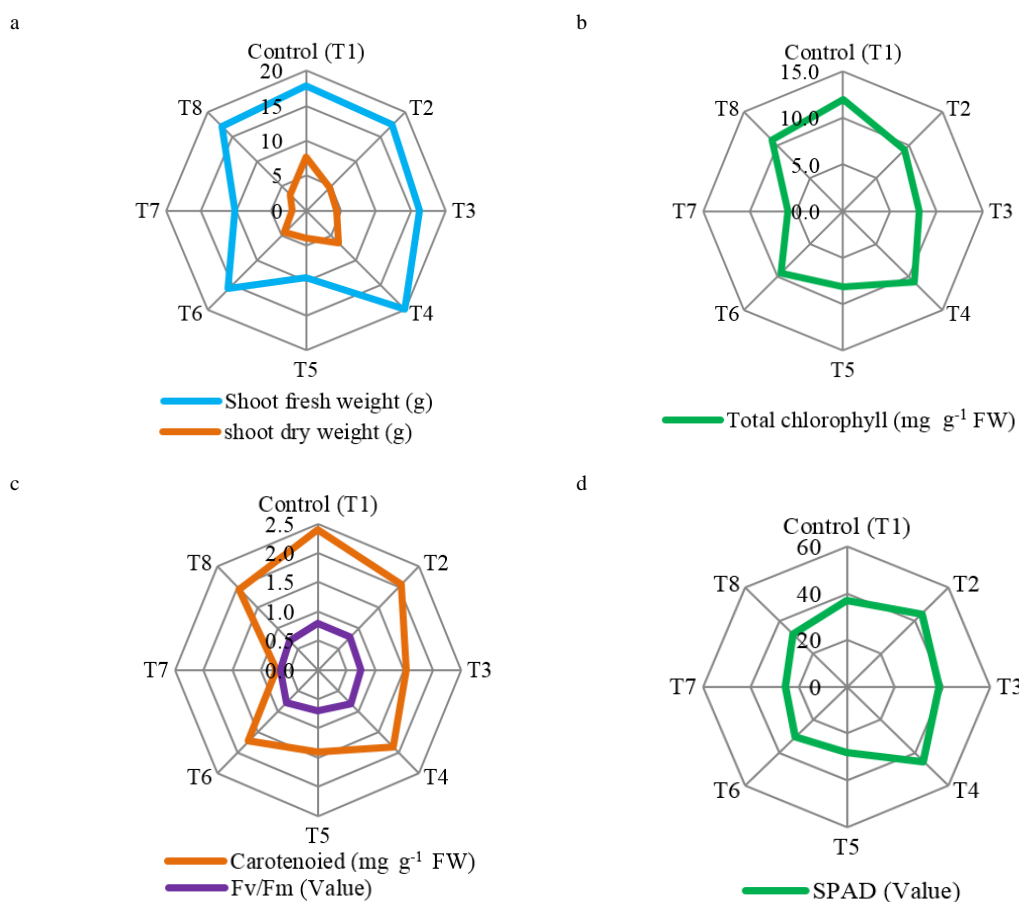 a
Control (T1)
20
15
10
5
0
T2
T3
T4
T5
T6
T7
T8
Shoot fresh weight (g)
shoot dry weight (g)
b
Control (T1)
15.0
10.0
5.0
0.0
T2
T3
T4
T5
T6
T7
T8
Total chlorophyll (mg g⁻¹ FW)
c
Control (T1)
2.5
2.0
1.5
1.0
0.5
0.0
T2
T3
T4
T5
T6
T7
T8
Carotenoied (mg g⁻¹ FW)
Fv/Fm (Value)
d
Control (T1)
60
40
20
0
T2
T3
T4
T5
T6
T7
T8
SPAD (Value)